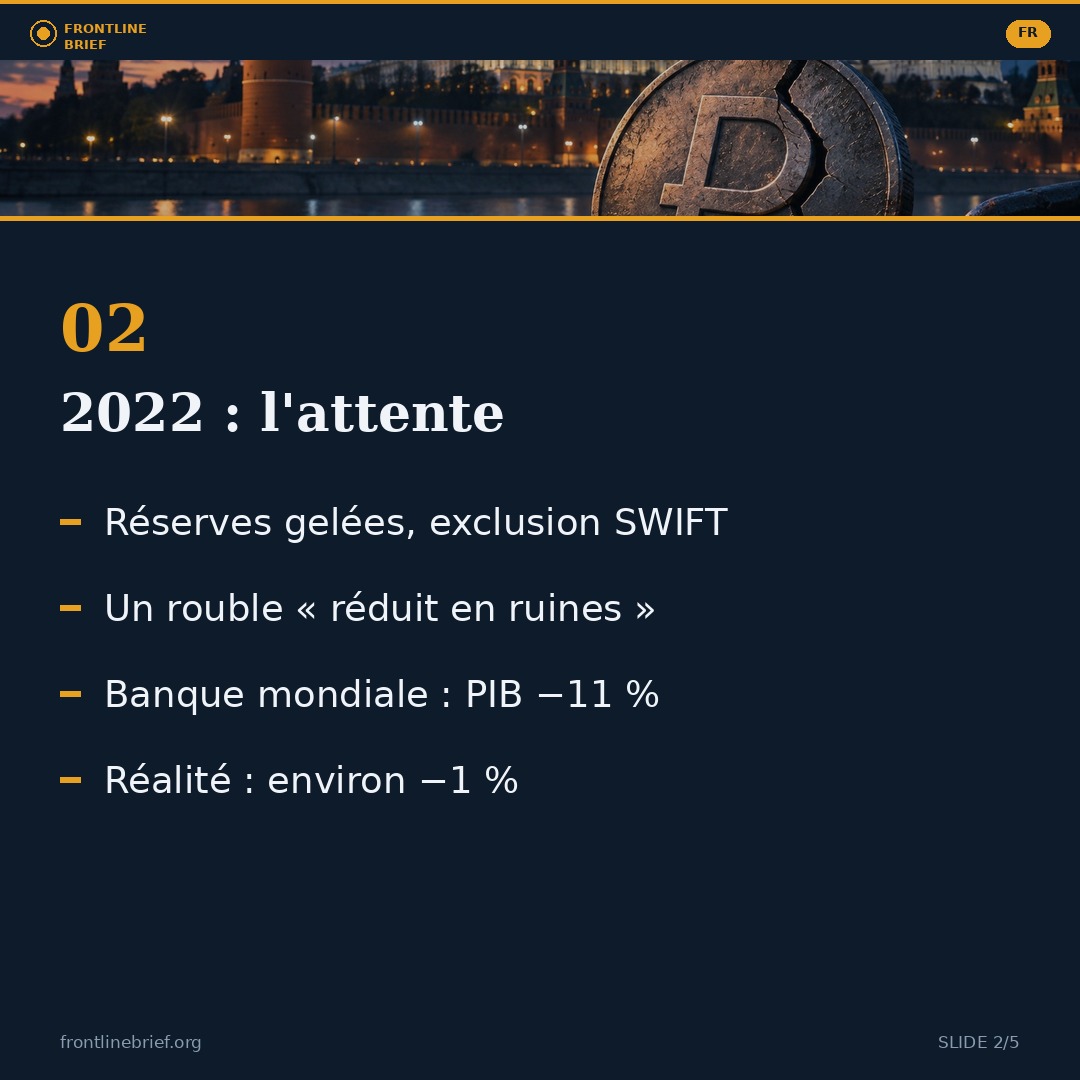 FRONTLINE
BRIEF
FR
02
2022 : l'attente
Réserves gelées, exclusion SWIFT
Un rouble « réduit en ruines »
Banque mondiale : PIB −11 %
Réalité : environ −1 %
frontlinebrief.org
SLIDE 2/5